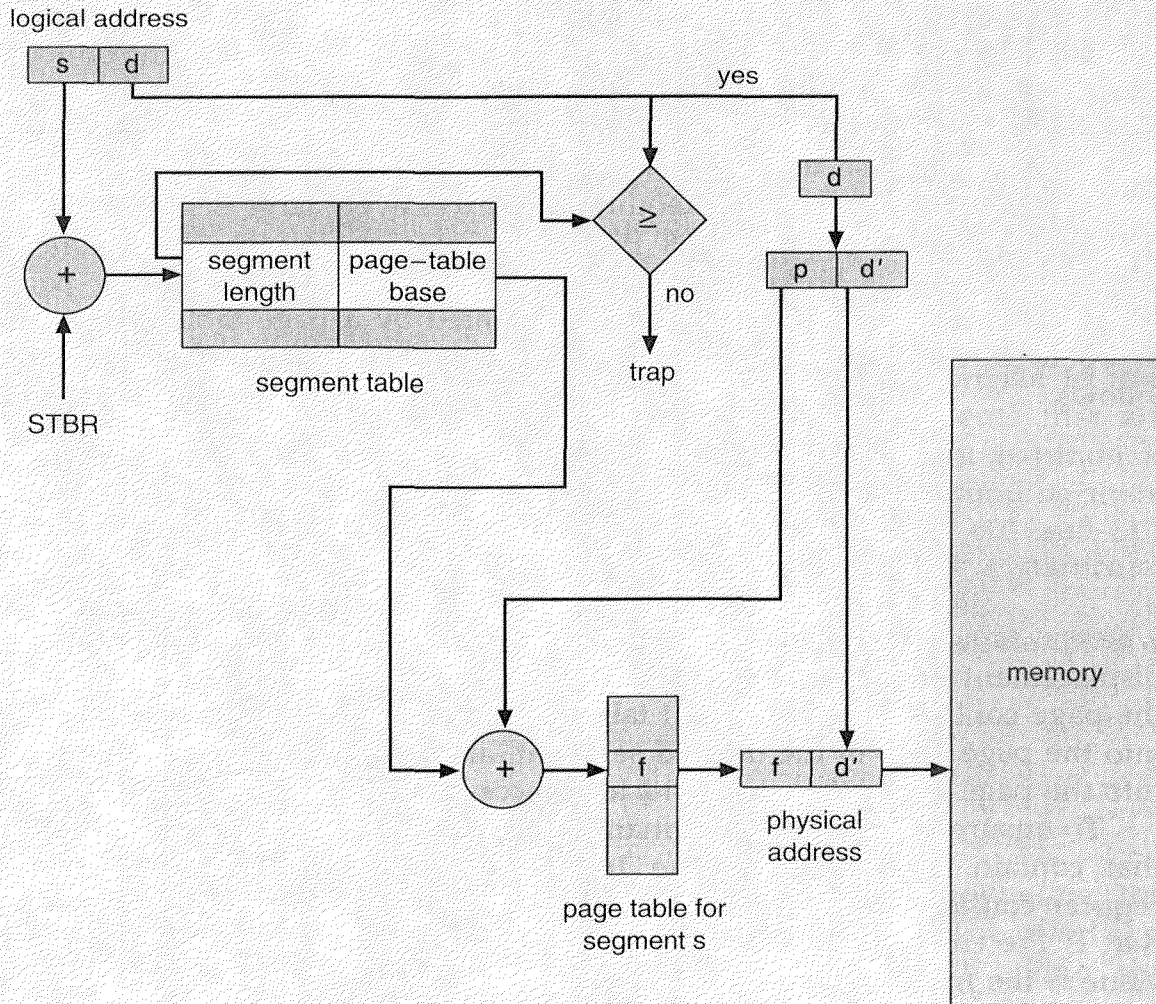 logical address
s d
yes
d
≥
+
segment length
page-table base
p d'
no
segment table
trap
STBR
memory
+
f
f d'
physical address
page table for segment s